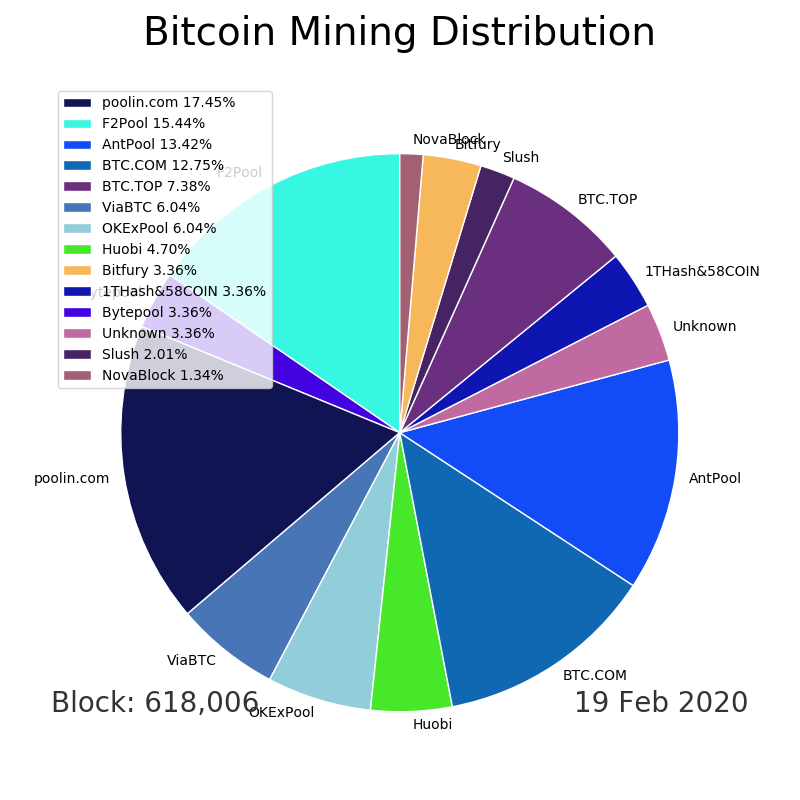 Bitcoin Mining Distribution
poolin.com 17.45%
F2Pool 15.44%
AntPool 13.42%
BTC.COM 12.75%
BTC.TOP 7.38%
ViaBTC 6.04%
OKExPool 6.04%
Huobi 4.70%
Bitfury 3.36%
1THash&58COIN 3.36%
Bytepool 3.36%
Unknown 3.36%
Slush 2.01%
NovaBlock 1.34%
NovaBlock
Bitfury
Slush
F2Pool
BTC.TOP
1THash&58COIN
Bytepool
Unknown
poolin.com
AntPool
ViaBTC
BTC.COM
OKExPool
Huobi
Block: 618,006
19 Feb 2020